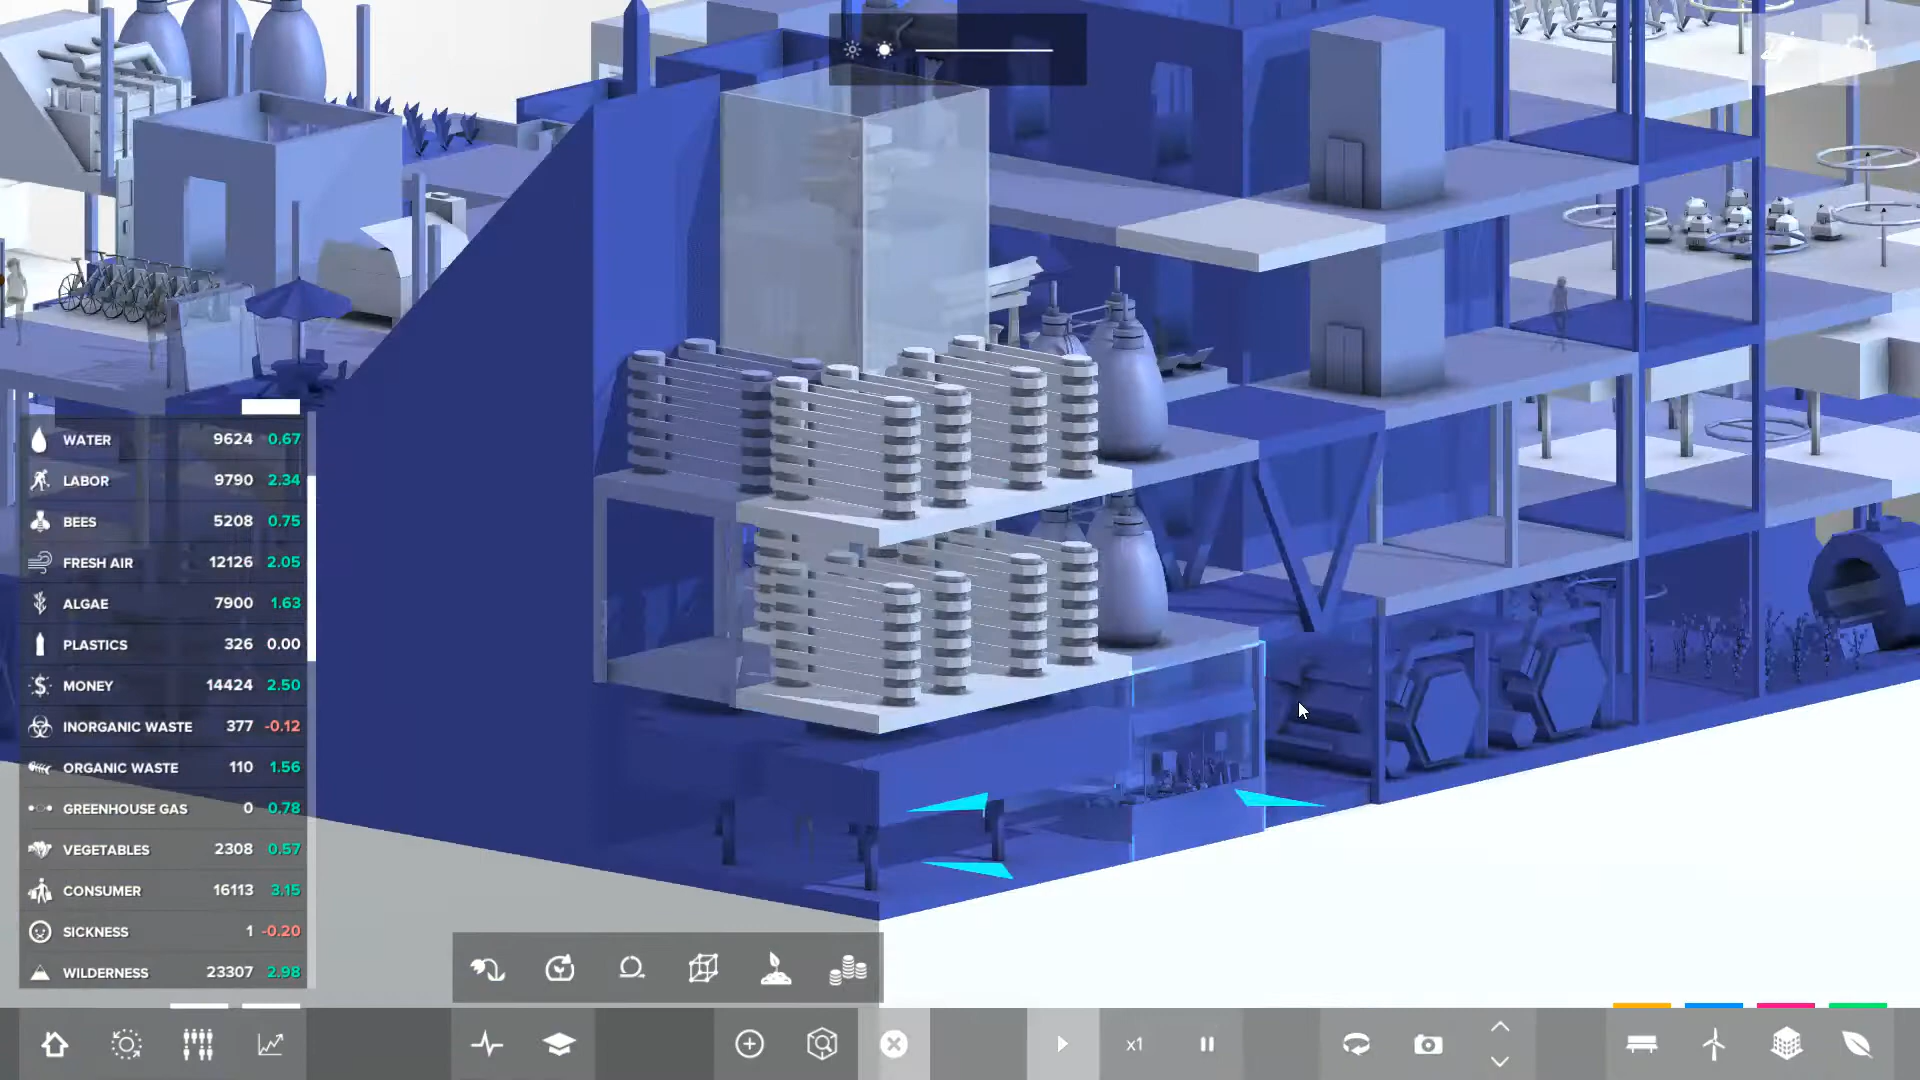 WATER 9624 0.67
LABOR 9790 2.34
BEES 5208 0.75
FRESH AIR 12126 2.05
ALGAE 7900 1.63
PLASTICS 326 0.00
MONEY 14424 2.50
INORGANIC WASTE 377 -0.12
ORGANIC WASTE 110 1.56
GREENHOUSE GAS 0 0.78
VEGETABLES 2308 0.57
CONSUMER 16113 3.15
SICKNESS 1 -0.20
WILDERNESS 23307 2.98
x1